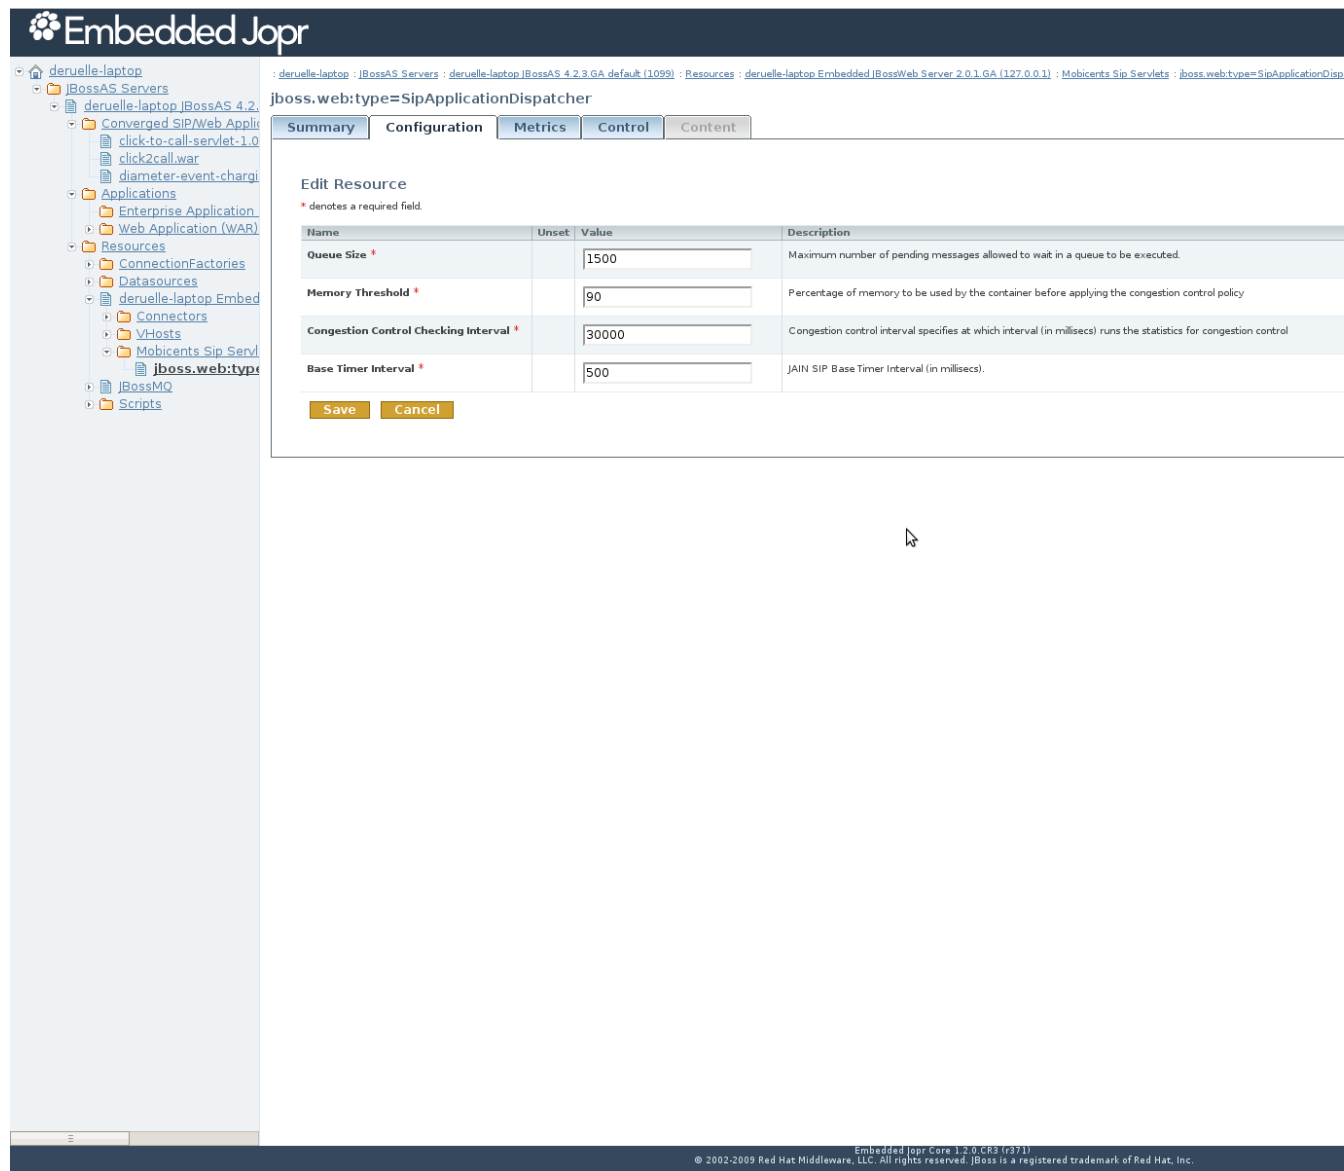 Embedded Jopr
deruelle-laptop
JBossAS Servers
deruelle-laptop JBossAS 4.2.
Converged SIP/Web Applic
click-to-call-servlet-1.0
click2call.war
diameter-event-chargi
Applications
Enterprise Application
Web Application (WAR)
Resources
ConnectionFactories
Datasources
deruelle-laptop Embed
Connectors
VHosts
Mobicents Sip Servl
jboss.web:type
JBossMQ
Scripts
: deruelle-laptop : JBossAS Servers : deruelle-laptop JBossAS 4.2.3.GA default (1099) : Resources : deruelle-laptop Embedded JBossWeb Server 2.0.1.GA (127.0.0.1) : Mobicents Sip Servlets : jboss.web:type=SipApplicationDisp
jboss.web:type=SipApplicationDispatcher
Summary Configuration Metrics Control Content
Edit Resource
* denotes a required field.
Name Unset Value Description
Queue Size * 1500 Maximum number of pending messages allowed to wait in a queue to be executed.
Memory Threshold * 90 Percentage of memory to be used by the container before applying the congestion control policy
Congestion Control Checking Interval * 30000 Congestion control interval specifies at which interval (in millisecs) runs the statistics for congestion control
Base Timer Interval * 500 JAIN SIP Base Timer Interval (in millisecs).
Save Cancel
Embedded Jopr Core 1.2.0.CR3 (r371)
© 2002-2009 Red Hat Middleware, LLC. All rights reserved. JBoss is a registered trademark of Red Hat, Inc.